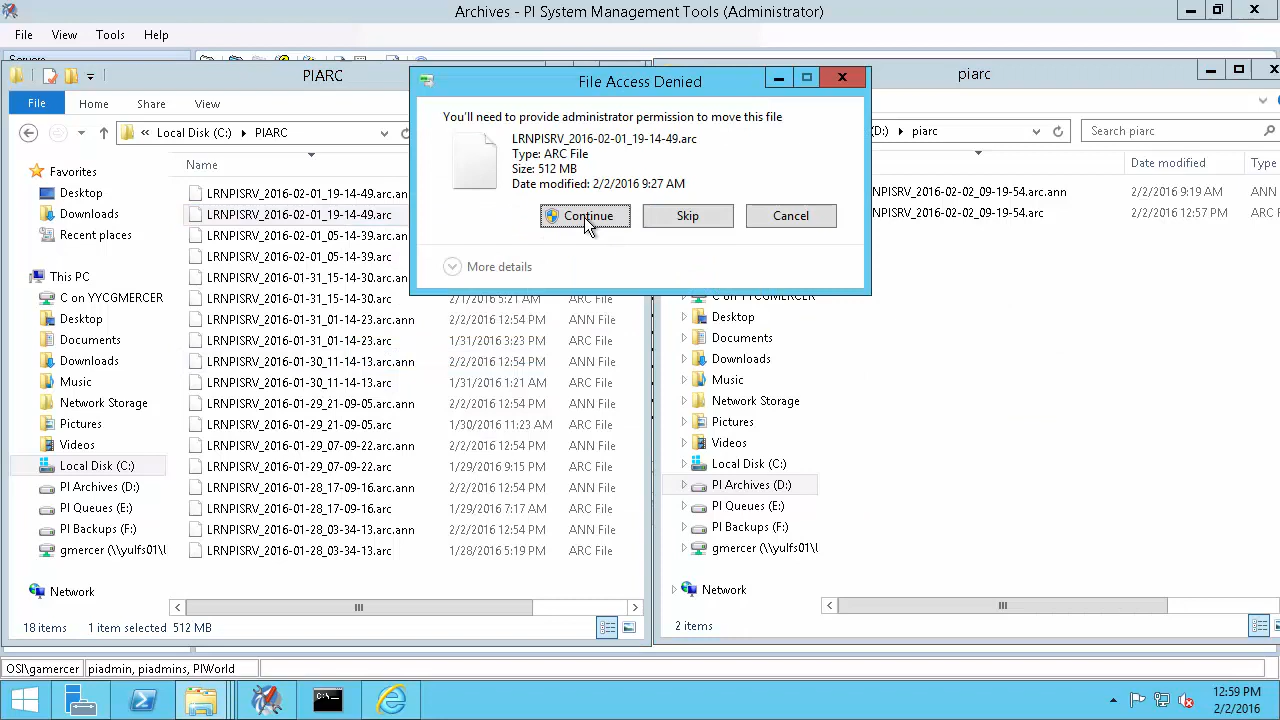 Archives - PI System Management Tools (Administrator)
File View Tools Help
PIARC
File Home Share View
« Local Disk (C:) ▸ PIARC
Name
Favorites
Desktop
Downloads
Recent places
This PC
C on YYCGMERCER
Desktop
Documents
Downloads
Music
Network Storage
Pictures
Videos
Local Disk (C:)
PI Archives (D:)
PI Queues (E:)
PI Backups (F:)
gmercer (\\yulfs01\
Network
LRNPISRV_2016-02-01_19-14-49.arc.an
LRNPISRV_2016-02-01_19-14-49.arc
LRNPISRV_2016-02-01_05-14-39.arc.an
LRNPISRV_2016-02-01_05-14-39.arc
LRNPISRV_2016-01-31_15-14-30.arc.an
LRNPISRV_2016-01-31_15-14-30.arc 2/1/2016 5:21 AM ARC File
LRNPISRV_2016-01-31_01-14-23.arc.ann 2/2/2016 12:54 PM ANN File
LRNPISRV_2016-01-31_01-14-23.arc 1/31/2016 3:23 PM ARC File
LRNPISRV_2016-01-30_11-14-13.arc.ann 2/2/2016 12:54 PM ANN File
LRNPISRV_2016-01-30_11-14-13.arc 1/31/2016 1:21 AM ARC File
LRNPISRV_2016-01-29_21-09-05.arc.ann 2/2/2016 12:54 PM ANN File
LRNPISRV_2016-01-29_21-09-05.arc 1/30/2016 11:23 AM ARC File
LRNPISRV_2016-01-29_07-09-22.arc.ann 2/2/2016 12:54 PM ANN File
LRNPISRV_2016-01-29_07-09-22.arc 1/29/2016 9:15 PM ARC File
LRNPISRV_2016-01-28_17-09-16.arc.ann 2/2/2016 12:54 PM ANN File
LRNPISRV_2016-01-28_17-09-16.arc 1/29/2016 7:17 AM ARC File
LRNPISRV_2016-01-28_03-34-13.arc.ann 2/2/2016 12:54 PM ANN File
LRNPISRV_2016-01-28_03-34-13.arc 1/28/2016 5:19 PM ARC File
18 items 1 item selected 512 MB
File Access Denied
You'll need to provide administrator permission to move this file
LRNPISRV_2016-02-01_19-14-49.arc
Type: ARC File
Size: 512 MB
Date modified: 2/2/2016 9:27 AM
Continue Skip Cancel
More details
piarc
(D:) ▸ piarc
Search piarc
Date modified Type
RNPISRV_2016-02-02_09-19-54.arc.ann 2/2/2016 9:19 AM ANN
RNPISRV_2016-02-02_09-19-54.arc 2/2/2016 12:57 PM ARC
Desktop
Documents
Downloads
Music
Network Storage
Pictures
Videos
Local Disk (C:)
PI Archives (D:)
PI Queues (E:)
PI Backups (F:)
gmercer (\\yulfs01\
Network
2 items
OSI\gamercer piadmin, piadmins, PIWorld
12:59 PM
2/2/2016